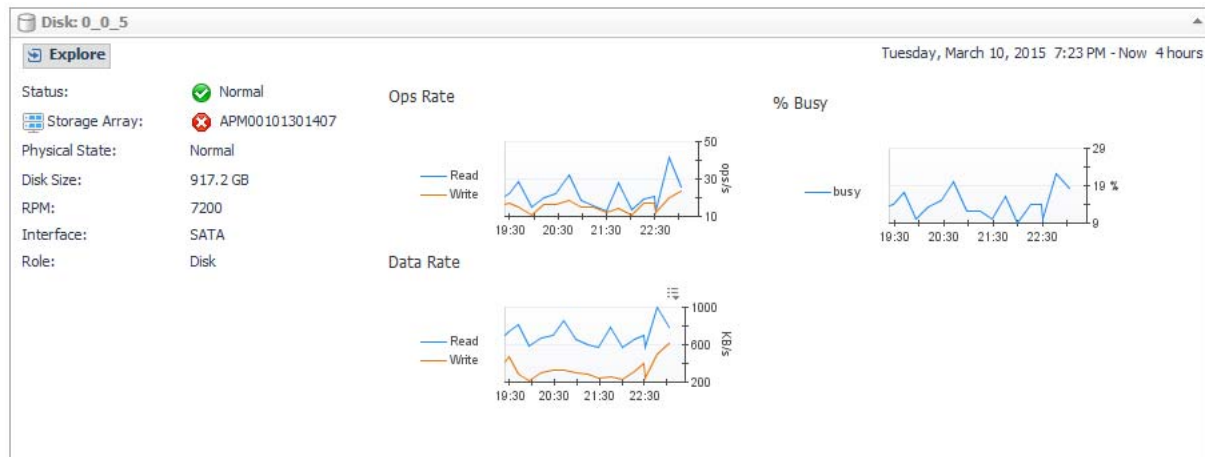 Disk: 0_0_5
Explore
Tuesday, March 10, 2015 7:23 PM - Now 4 hours
Status: Normal
Storage Array: APM00101301407
Physical State: Normal
Disk Size: 917.2 GB
RPM: 7200
Interface: SATA
Role: Disk
Ops Rate
Read
Write
50
30
10
ops/s
19:30 20:30 21:30 22:30
% Busy
busy
29
19 %
9
19:30 20:30 21:30 22:30
Data Rate
Read
Write
1000
600
200
KB/s
19:30 20:30 21:30 22:30